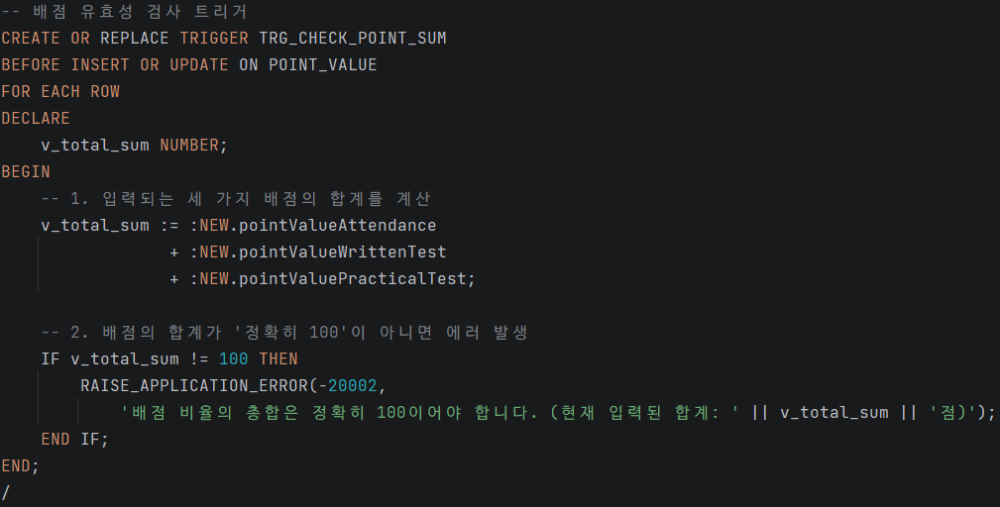 -- 배점 유효성 검사 트리거
CREATE OR REPLACE TRIGGER TRG_CHECK_POINT_SUM
BEFORE INSERT OR UPDATE ON POINT_VALUE
FOR EACH ROW
DECLARE
    v_total_sum NUMBER;
BEGIN
    -- 1. 입력되는 세 가지 배점의 합계를 계산
    v_total_sum := :NEW.pointValueAttendance
                 + :NEW.pointValueWrittenTest
                 + :NEW.pointValuePracticalTest;
    -- 2. 배점의 합계가 '정확히 100'이 아니면 에러 발생
    IF v_total_sum != 100 THEN
        RAISE_APPLICATION_ERROR(-20002,
            '배점 비율의 총합은 정확히 100이어야 합니다. (현재 입력된 합계: ' || v_total_sum || '점)');
    END IF;
END;
/